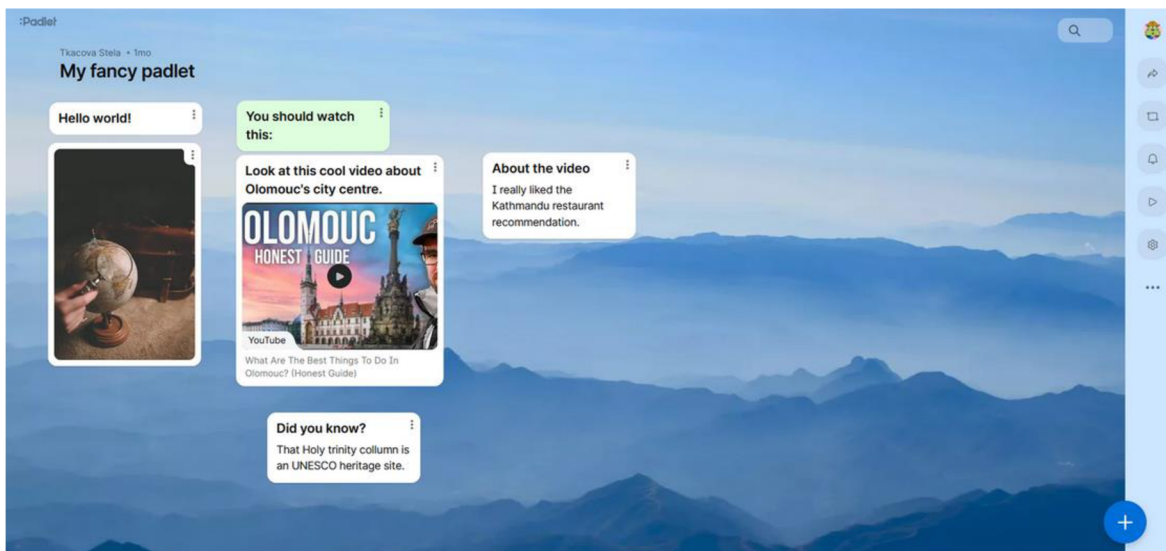 :Padlet
Tkacova Stela • 1mo
My fancy padlet
Hello world!
You should watch
this:
Look at this cool video about
Olomouc's city centre.
OLOMOUC
HONEST GUIDE
YouTube
What Are The Best Things To Do In
Olomouc? (Honest Guide)
About the video
I really liked the
Kathmandu restaurant
recommendation.
Did you know?
That Holy trinity collumn is
an UNESCO heritage site.